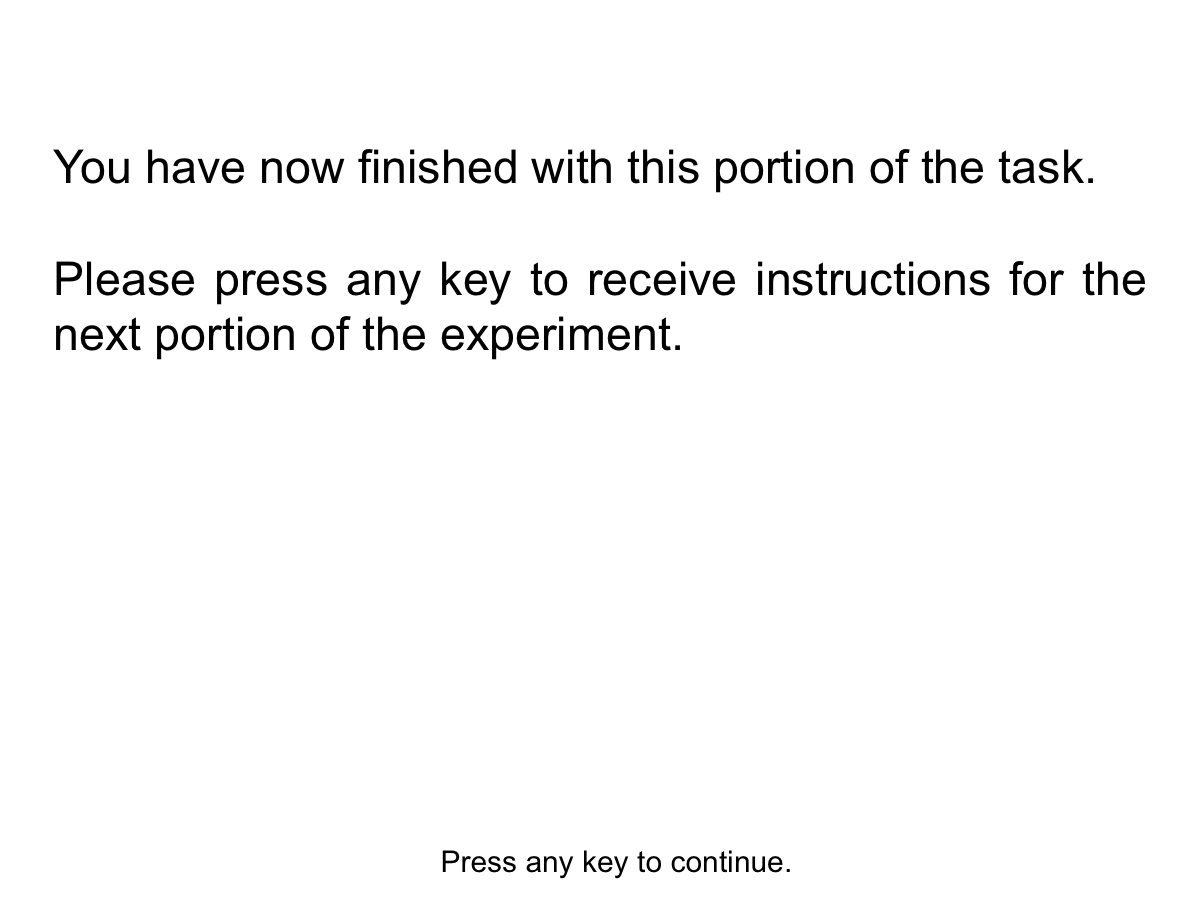 You have now finished with this portion of the task.
Please press any key to receive instructions for the
next portion of the experiment.
Press any key to continue.